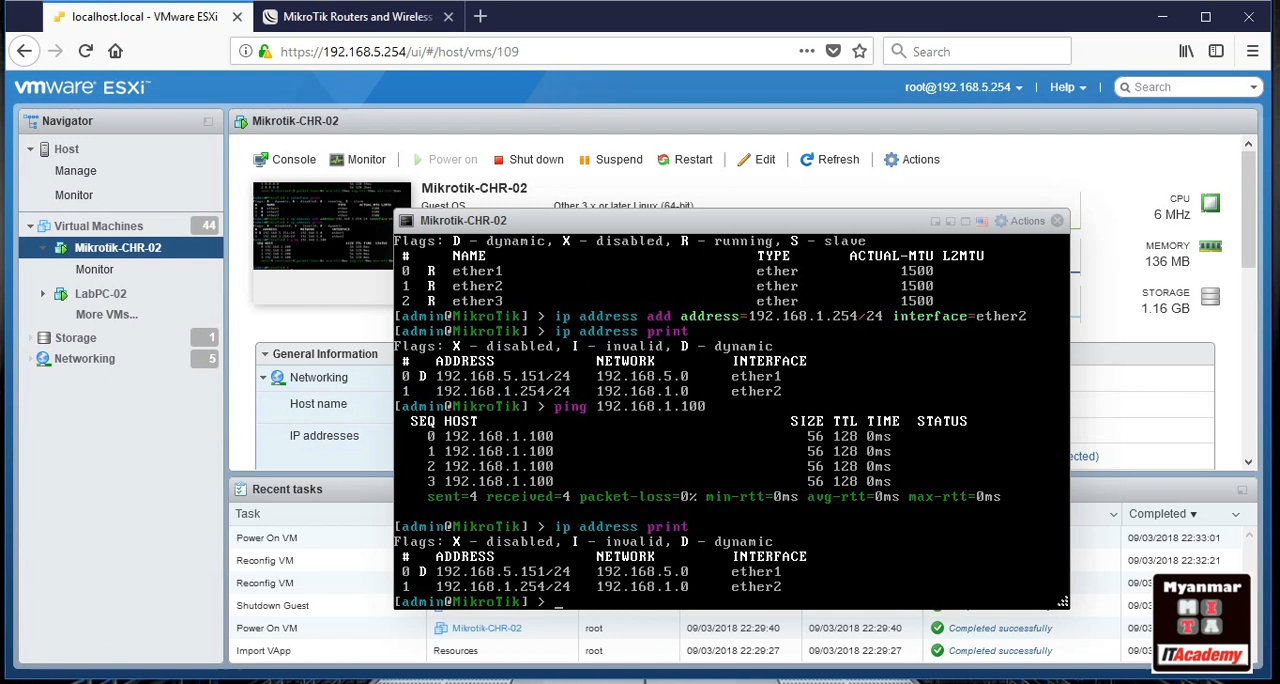 localhost.local - VMware ESXi
MikroTik Routers and Wireless
https://192.168.5.254/ui/#/host/vms/109
Search
vmware ESXi™
root@192.168.5.254
Help
Search
Navigator
Host
Manage
Monitor
Virtual Machines
44
Mikrotik-CHR-02
Monitor
LabPC-02
More VMs...
Storage
1
Networking
5
Mikrotik-CHR-02
Console
Monitor
Power on
Shut down
Suspend
Restart
Edit
Refresh
Actions
Mikrotik-CHR-02
Guest OS
Other 3.x or later Linux (64-bit)
CPU
6 MHz
MEMORY
136 MB
STORAGE
1.16 GB
General Information
Networking
Host name
IP addresses
Mikrotik-CHR-02
Actions
Flags: D - dynamic, X - disabled, R - running, S - slave
# NAME TYPE ACTUAL-MTU L2MTU
0 R ether1 ether 1500
1 R ether2 ether 1500
2 R ether3 ether 1500
[admin@MikroTik] > ip address add address=192.168.1.254/24 interface=ether2
[admin@MikroTik] > ip address print
Flags: X - disabled, I - invalid, D - dynamic
# ADDRESS NETWORK INTERFACE
0 D 192.168.5.151/24 192.168.5.0 ether1
1 192.168.1.254/24 192.168.1.0 ether2
[admin@MikroTik] > ping 192.168.1.100
SEQ HOST SIZE TTL TIME STATUS
0 192.168.1.100 56 128 0ms
1 192.168.1.100 56 128 0ms
2 192.168.1.100 56 128 0ms
3 192.168.1.100 56 128 0ms
sent=4 received=4 packet-loss=0% min-rtt=0ms avg-rtt=0ms max-rtt=0ms
[admin@MikroTik] > ip address print
Flags: X - disabled, I - invalid, D - dynamic
# ADDRESS NETWORK INTERFACE
0 D 192.168.5.151/24 192.168.5.0 ether1
1 192.168.1.254/24 192.168.1.0 ether2
[admin@MikroTik] > _
Recent tasks
Task
Completed ▼
Power On VM
09/03/2018 22:33:01
Reconfig VM
09/03/2018 22:32:21
Reconfig VM
Shutdown Guest
Power On VM Mikrotik-CHR-02 root 09/03/2018 22:29:40 09/03/2018 22:29:40 Completed successfully
Import VApp Resources root 09/03/2018 22:29:27 09/03/2018 22:29:27 Completed successfully
Myanmar
M I
T A
ITAcademy